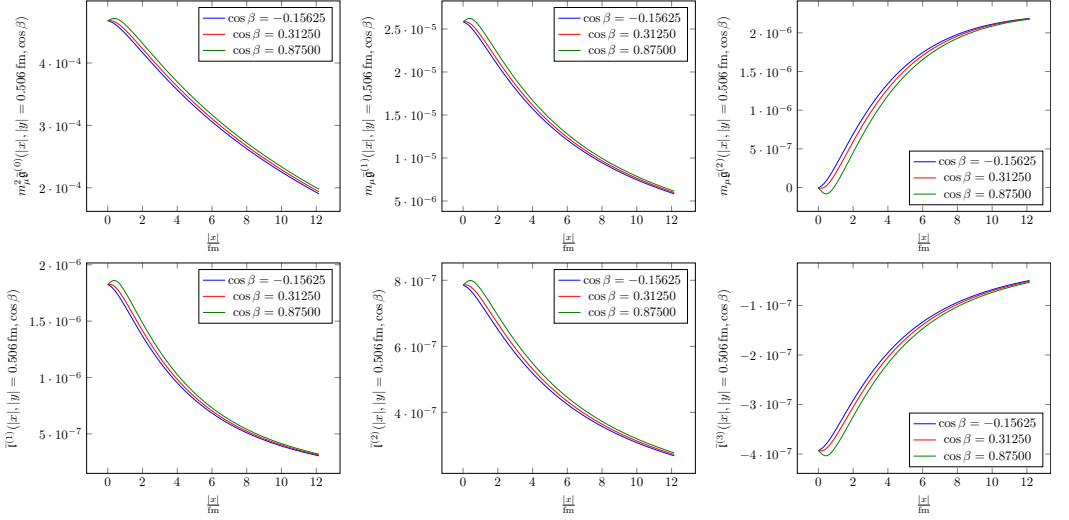 cos β = −0.15625
cos β = 0.31250
cos β = 0.87500
4 · 10⁻⁴
3 · 10⁻⁴
2 · 10⁻⁴
m²_μ 𝔤̄⁽⁰⁾(|x|, |y| = 0.506 fm, cos β)
0 2 4 6 8 10 12
|x|
fm
cos β = −0.15625
cos β = 0.31250
cos β = 0.87500
2.5 · 10⁻⁵
2 · 10⁻⁵
1.5 · 10⁻⁵
1 · 10⁻⁵
5 · 10⁻⁶
m_μ 𝔤̄⁽¹⁾(|x|, |y| = 0.506 fm, cos β)
0 2 4 6 8 10 12
|x|
fm
2 · 10⁻⁶
1.5 · 10⁻⁶
1 · 10⁻⁶
5 · 10⁻⁷
0
m_μ 𝔤̄⁽²⁾(|x|, |y| = 0.506 fm, cos β)
cos β = −0.15625
cos β = 0.31250
cos β = 0.87500
0 2 4 6 8 10 12
|x|
fm
cos β = −0.15625
cos β = 0.31250
cos β = 0.87500
2 · 10⁻⁶
1.5 · 10⁻⁶
1 · 10⁻⁶
5 · 10⁻⁷
𝔩̄⁽¹⁾(|x|, |y| = 0.506 fm, cos β)
0 2 4 6 8 10 12
|x|
fm
cos β = −0.15625
cos β = 0.31250
cos β = 0.87500
8 · 10⁻⁷
6 · 10⁻⁷
4 · 10⁻⁷
𝔩̄⁽²⁾(|x|, |y| = 0.506 fm, cos β)
0 2 4 6 8 10 12
|x|
fm
−1 · 10⁻⁷
−2 · 10⁻⁷
−3 · 10⁻⁷
−4 · 10⁻⁷
𝔩̄⁽³⁾(|x|, |y| = 0.506 fm, cos β)
cos β = −0.15625
cos β = 0.31250
cos β = 0.87500
0 2 4 6 8 10 12
|x|
fm